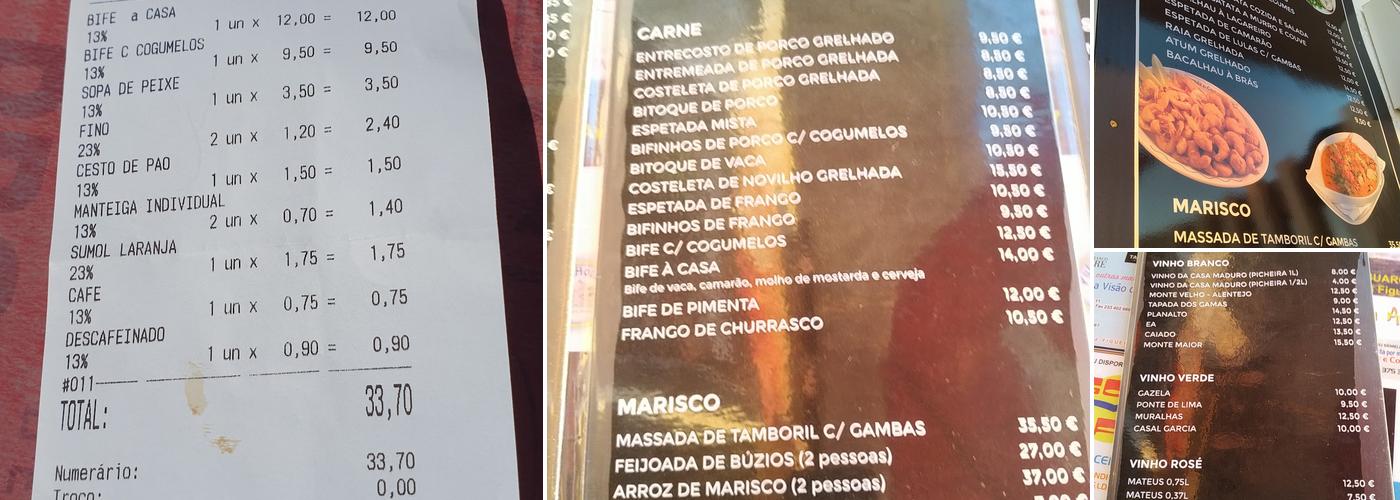 BIFE a CASA
13% 1 un x 12,00 = 12,00
BIFE C COGUMELOS
13% 1 un x 9,50 = 9,50
SOPA DE PEIXE
13% 1 un x 3,50 = 3,50
FINO
23% 2 un x 1,20 = 2,40
CESTO DE PAO
13% 1 un x 1,50 = 1,50
MANTEIGA INDIVIDUAL
13% 2 un x 0,70 = 1,40
SUMOL LARANJA
23% 1 un x 1,75 = 1,75
CAFE
13% 1 un x 0,75 = 0,75
DESCAFEINADO
13% 1 un x 0,90 = 0,90
#011
TOTAL: 33,70
Numerário: 33,70
Troco: 0,00
CARNE
ENTRECOSTO DE PORCO GRELHADO 9,50 €
ENTREMEADA DE PORCO GRELHADA 8,50 €
COSTELETA DE PORCO GRELHADA 8,50 €
BITOQUE DE PORCO 8,50 €
ESPETADA MISTA 10,50 €
BIFINHOS DE PORCO C/ COGUMELOS 9,50 €
BITOQUE DE VACA 10,50 €
COSTELETA DE NOVILHO GRELHADA 15,50 €
ESPETADA DE FRANGO 10,50 €
BIFINHOS DE FRANGO 9,50 €
BIFE C/ COGUMELOS 12,50 €
BIFE À CASA 14,00 €
Bife de vaca, camarão, molho de mostarda e cerveja
BIFE DE PIMENTA 12,00 €
FRANGO DE CHURRASCO 10,50 €
MARISCO
MASSADA DE TAMBORIL C/ GAMBAS 35,50 €
FEIJOADA DE BÚZIOS (2 pessoas) 27,00 €
ARROZ DE MARISCO (2 pessoas) 37,00 €
COZIDA E SALADA
A MURRO E COUVE
À LAGAREIRO
ESPETADA DE CAMARÃO
ESPETADA DE LULAS C/ GAMBAS
RAIA GRELHADA
ATUM GRELHADO
BACALHAU À BRÁS
MARISCO
MASSADA DE TAMBORIL C/ GAMBAS
VINHO BRANCO
VINHO DA CASA MADURO (PICHEIRA 1L) 8,00 €
VINHO DA CASA MADURO (PICHEIRA 1/2L) 4,00 €
MONTE VELHO - ALENTEJO 12,50 €
TAPADA DOS GAMAS 9,00 €
PLANALTO 14,50 €
EA 12,50 €
CAIADO 13,50 €
MONTE MAIOR 15,50 €
VINHO VERDE
GAZELA 10,00 €
PONTE DE LIMA 9,50 €
MURALHAS 12,50 €
CASAL GARCIA 10,00 €
VINHO ROSÉ
MATEUS 0,75L 12,50 €
MATEUS 0,37L 7,50 €